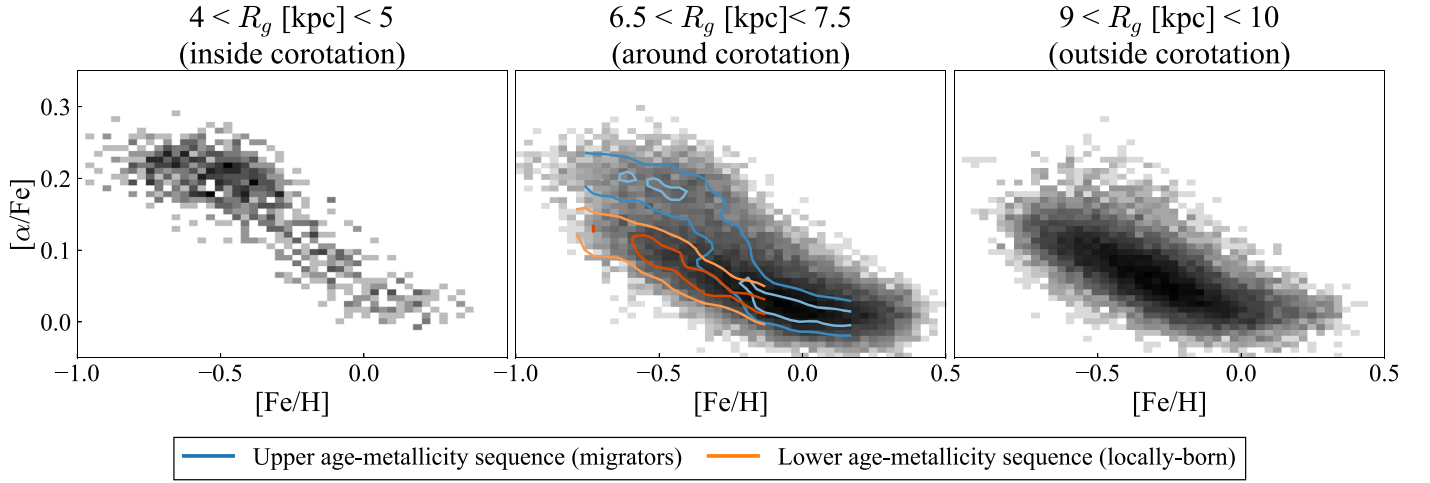 4 < R_g [kpc] < 5
(inside corotation)
6.5 < R_g [kpc]< 7.5
(around corotation)
9 < R_g [kpc] < 10
(outside corotation)
[α/Fe]
0.3
0.2
0.1
0.0
−1.0 −0.5 0.0
−1.0 −0.5 0.0 0.5
−0.5 0.0 0.5
[Fe/H]
[Fe/H]
[Fe/H]
Upper age-metallicity sequence (migrators)
Lower age-metallicity sequence (locally-born)